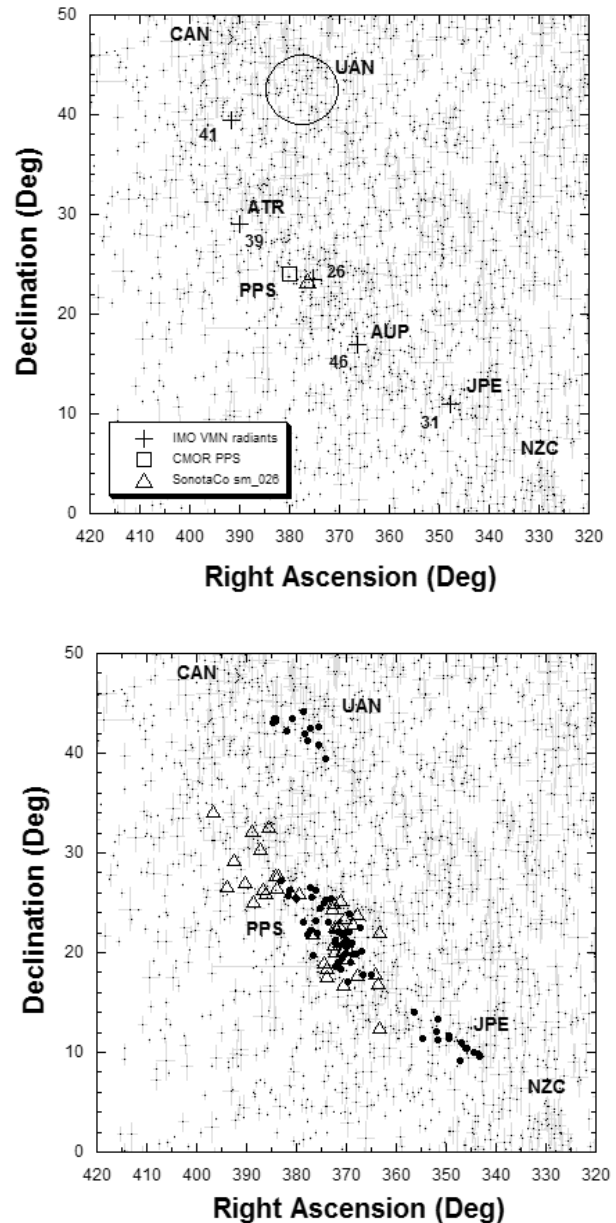 50
40
30
20
10
0
Declination (Deg)
CAN
UAN
41
ATR
39
26
PPS
AUP
46
JPE
31
NZC
IMO VMN radiants
CMOR PPS
SonotaCo sm_026
420 410 400 390 380 370 360 350 340 330 320
Right Ascension (Deg)
50
40
30
20
10
0
Declination (Deg)
CAN
UAN
PPS
JPE
NZC
420 410 400 390 380 370 360 350 340 330 320
Right Ascension (Deg)